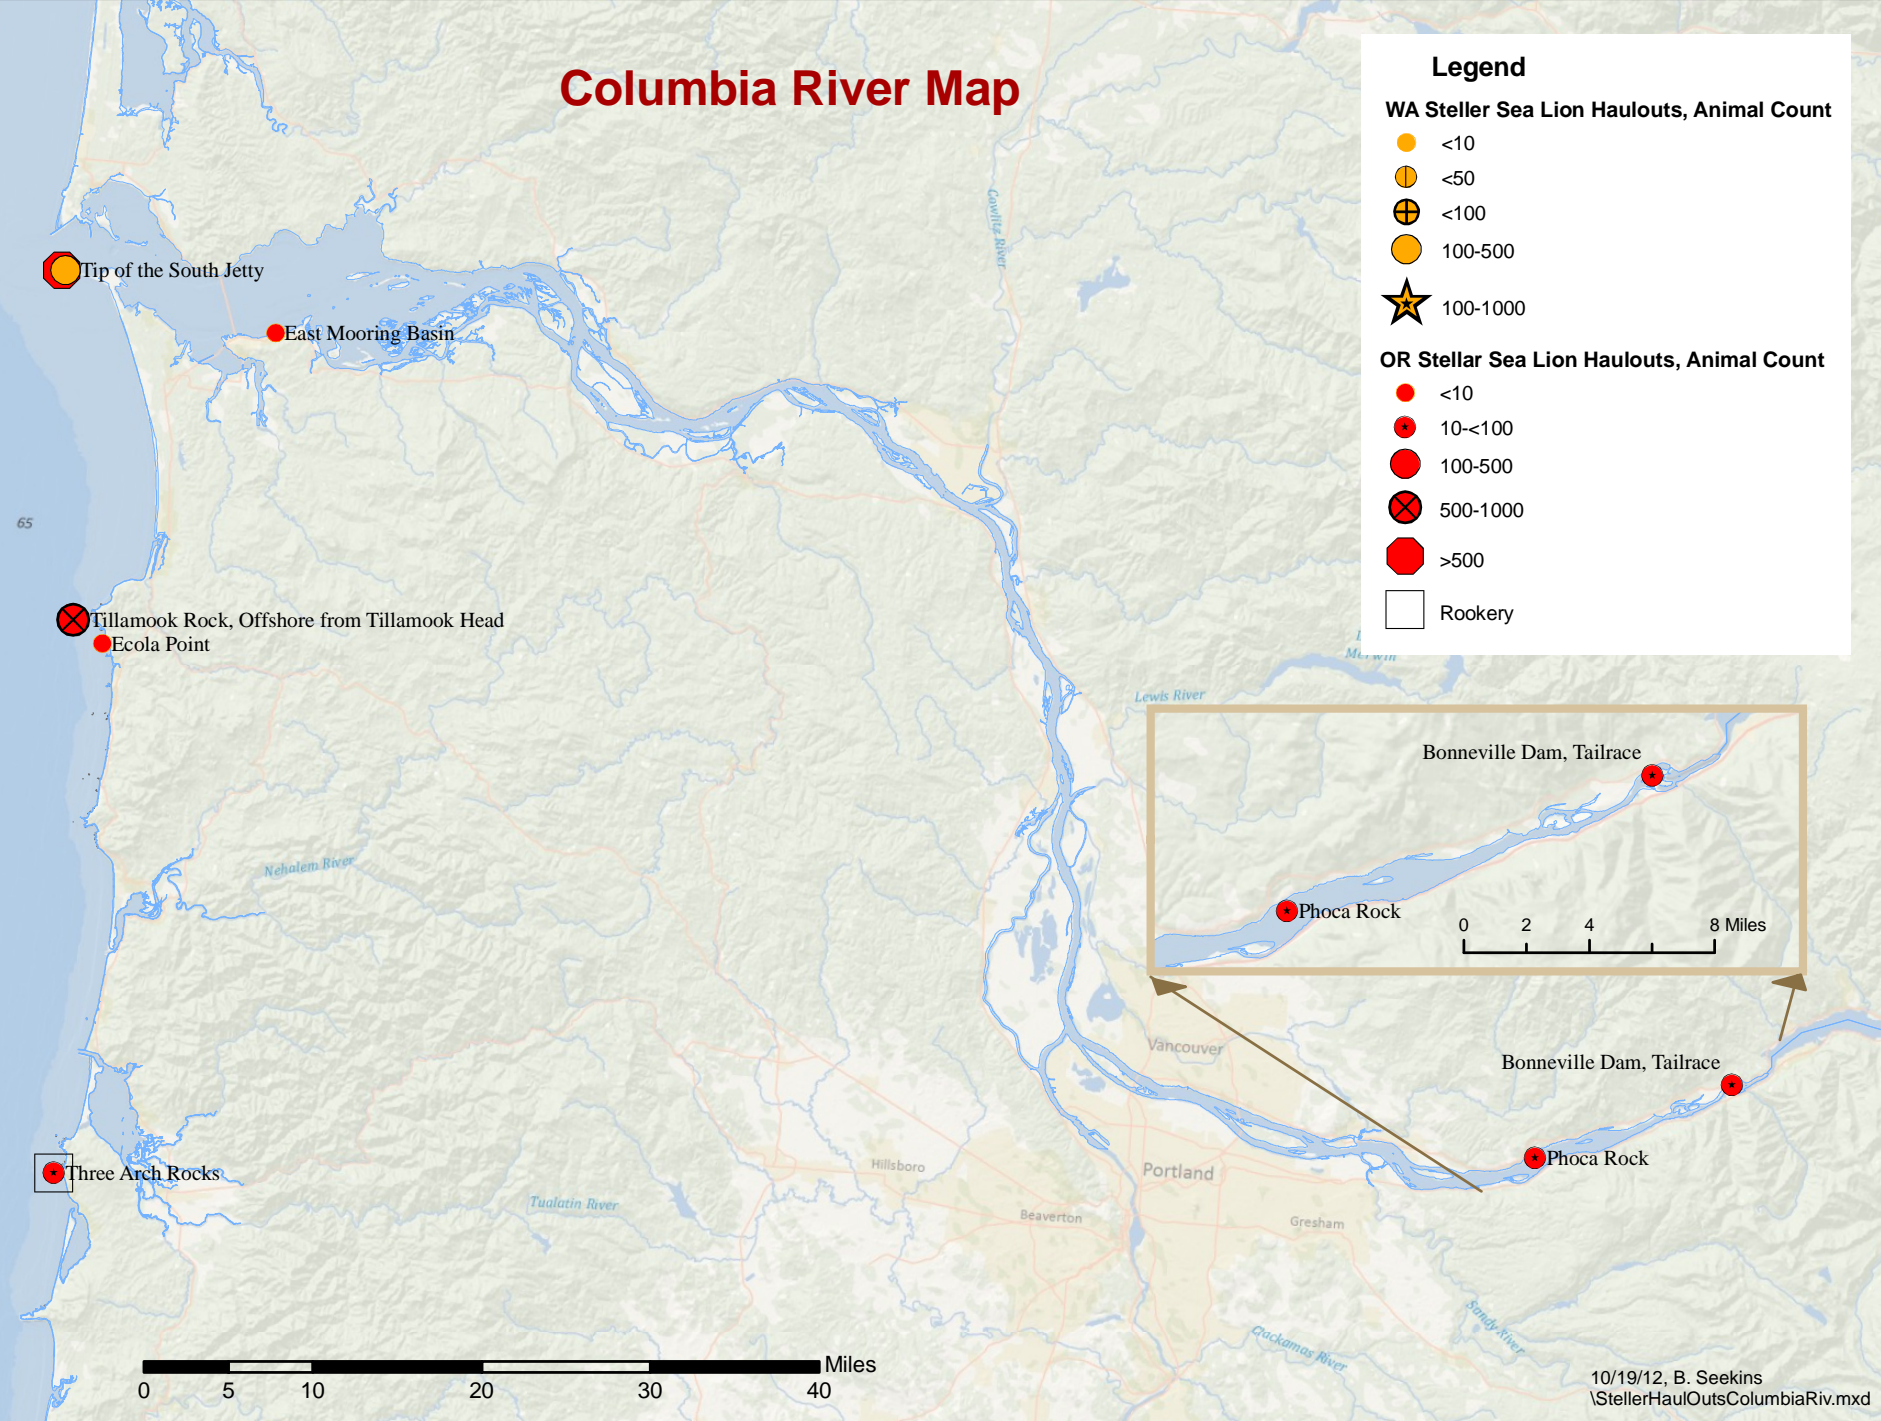 Columbia River Map
Legend
WA Steller Sea Lion Haulouts, Animal Count
<10
<50
<100
100-500
100-1000
OR Stellar Sea Lion Haulouts, Animal Count
<10
10-<100
100-500
500-1000
>500
Rookery
Cowlitz River
Tip of the South Jetty
East Mooring Basin
65
Tillamook Rock, Offshore from Tillamook Head
Ecola Point
Merwin
Lewis River
Bonneville Dam, Tailrace
Phoca Rock
0 2 4 8 Miles
Nehalem River
Vancouver
Bonneville Dam, Tailrace
Phoca Rock
Three Arch Rocks
Hillsboro
Portland
Tualatin River
Beaverton
Gresham
Sandy River
Clackamas River
Miles
0 5 10 20 30 40
10/19/12, B. Seekins
\StellerHaulOutsColumbiaRiv.mxd